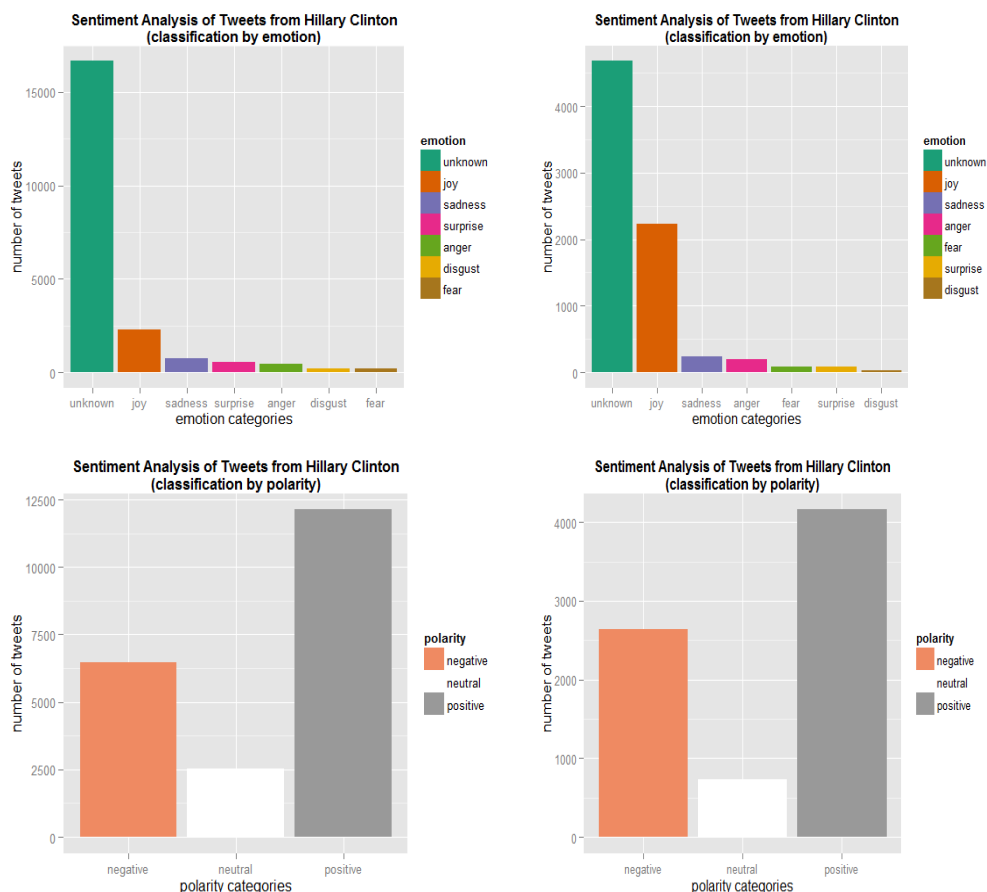 Sentiment Analysis of Tweets from Hillary Clinton
(classification by emotion)
15000
10000
5000
0
number of tweets
unknown joy sadness surprise anger disgust fear
emotion categories
emotion
unknown
joy
sadness
surprise
anger
disgust
fear
Sentiment Analysis of Tweets from Hillary Clinton
(classification by emotion)
4000
3000
2000
1000
0
number of tweets
unknown joy sadness anger fear surprise disgust
emotion categories
emotion
unknown
joy
sadness
anger
fear
surprise
disgust
Sentiment Analysis of Tweets from Hillary Clinton
(classification by polarity)
12500
10000
7500
5000
2500
0
number of tweets
negative neutral positive
polarity categories
polarity
negative
neutral
positive
Sentiment Analysis of Tweets from Hillary Clinton
(classification by polarity)
4000
3000
2000
1000
0
number of tweets
negative neutral positive
polarity categories
polarity
negative
neutral
positive